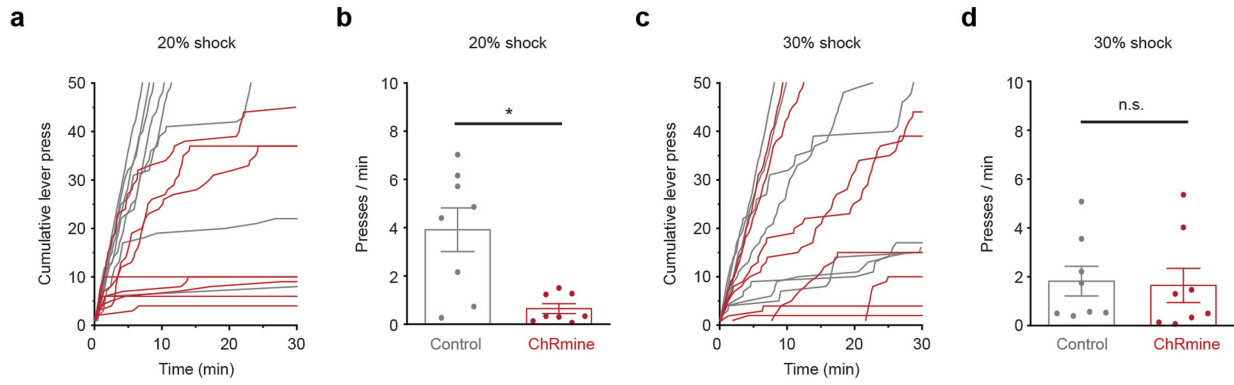 a
20% shock
Cumulative lever press
50
40
30
20
10
0
0 10 20 30
Time (min)
b
20% shock
Presses / min
10
8
6
4
2
0
*
Control ChRmine
c
30% shock
Cumulative lever press
50
40
30
20
10
0
0 10 20 30
Time (min)
d
30% shock
Presses / min
10
8
6
4
2
0
n.s.
Control ChRmine